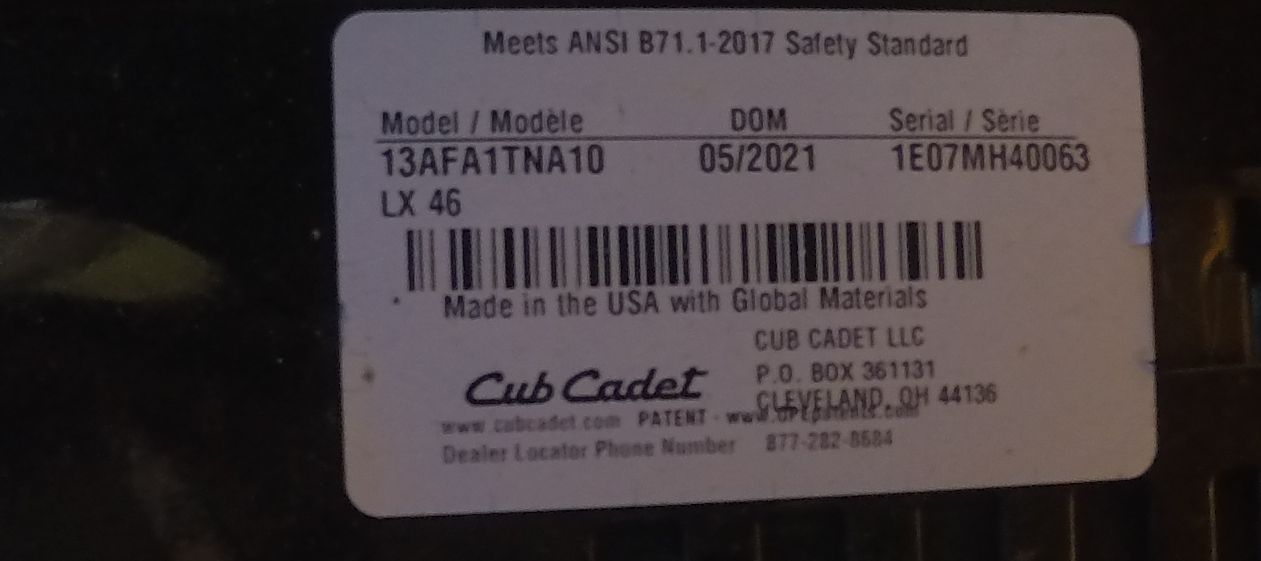 Meets ANSI B71.1-2017 Safety Standard
Model / Modèle DOM Serial / Série
13AFA1TNA10 05/2021 1E07MH40063
LX 46
Made in the USA with Global Materials
CUB CADET LLC
P.O. BOX 361131
CLEVELAND, OH 44136
Cub Cadet
www.cubcadet.com PATENT -
Dealer Locator Phone Number 877-282-8684